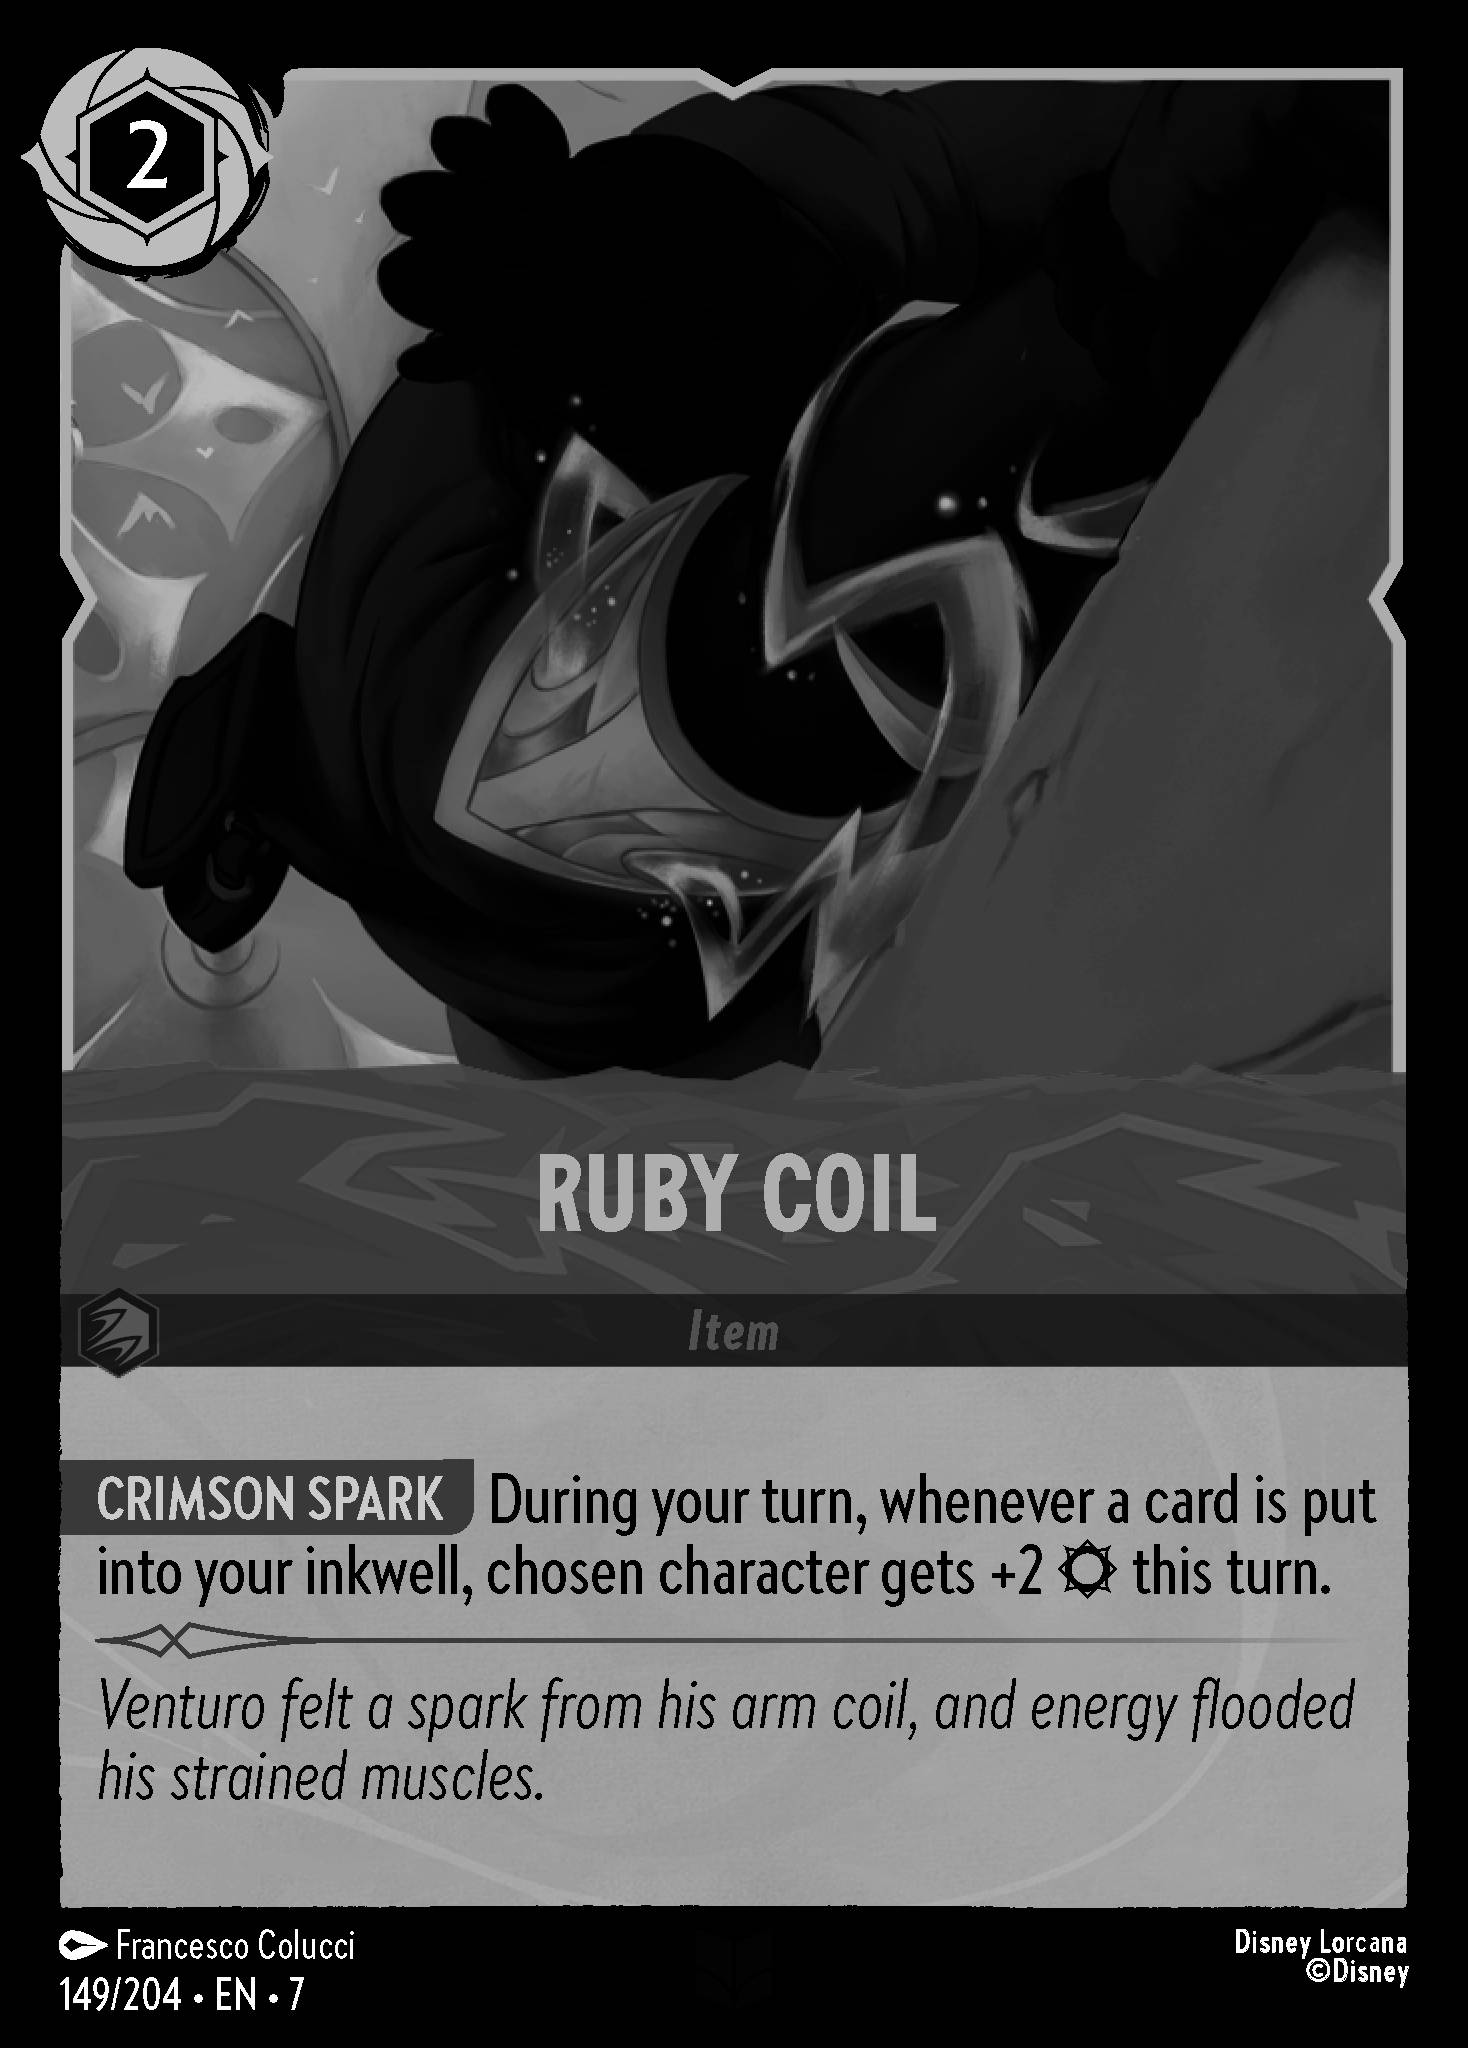 2
RUBY COIL
Item
CRIMSON SPARK During your turn, whenever a card is put
into your inkwell, chosen character gets +2 this turn.
Venturo felt a spark from his arm coil, and energy flooded
his strained muscles.
Francesco Colucci
Disney Lorcana
149/204 • EN • 7
©Disney